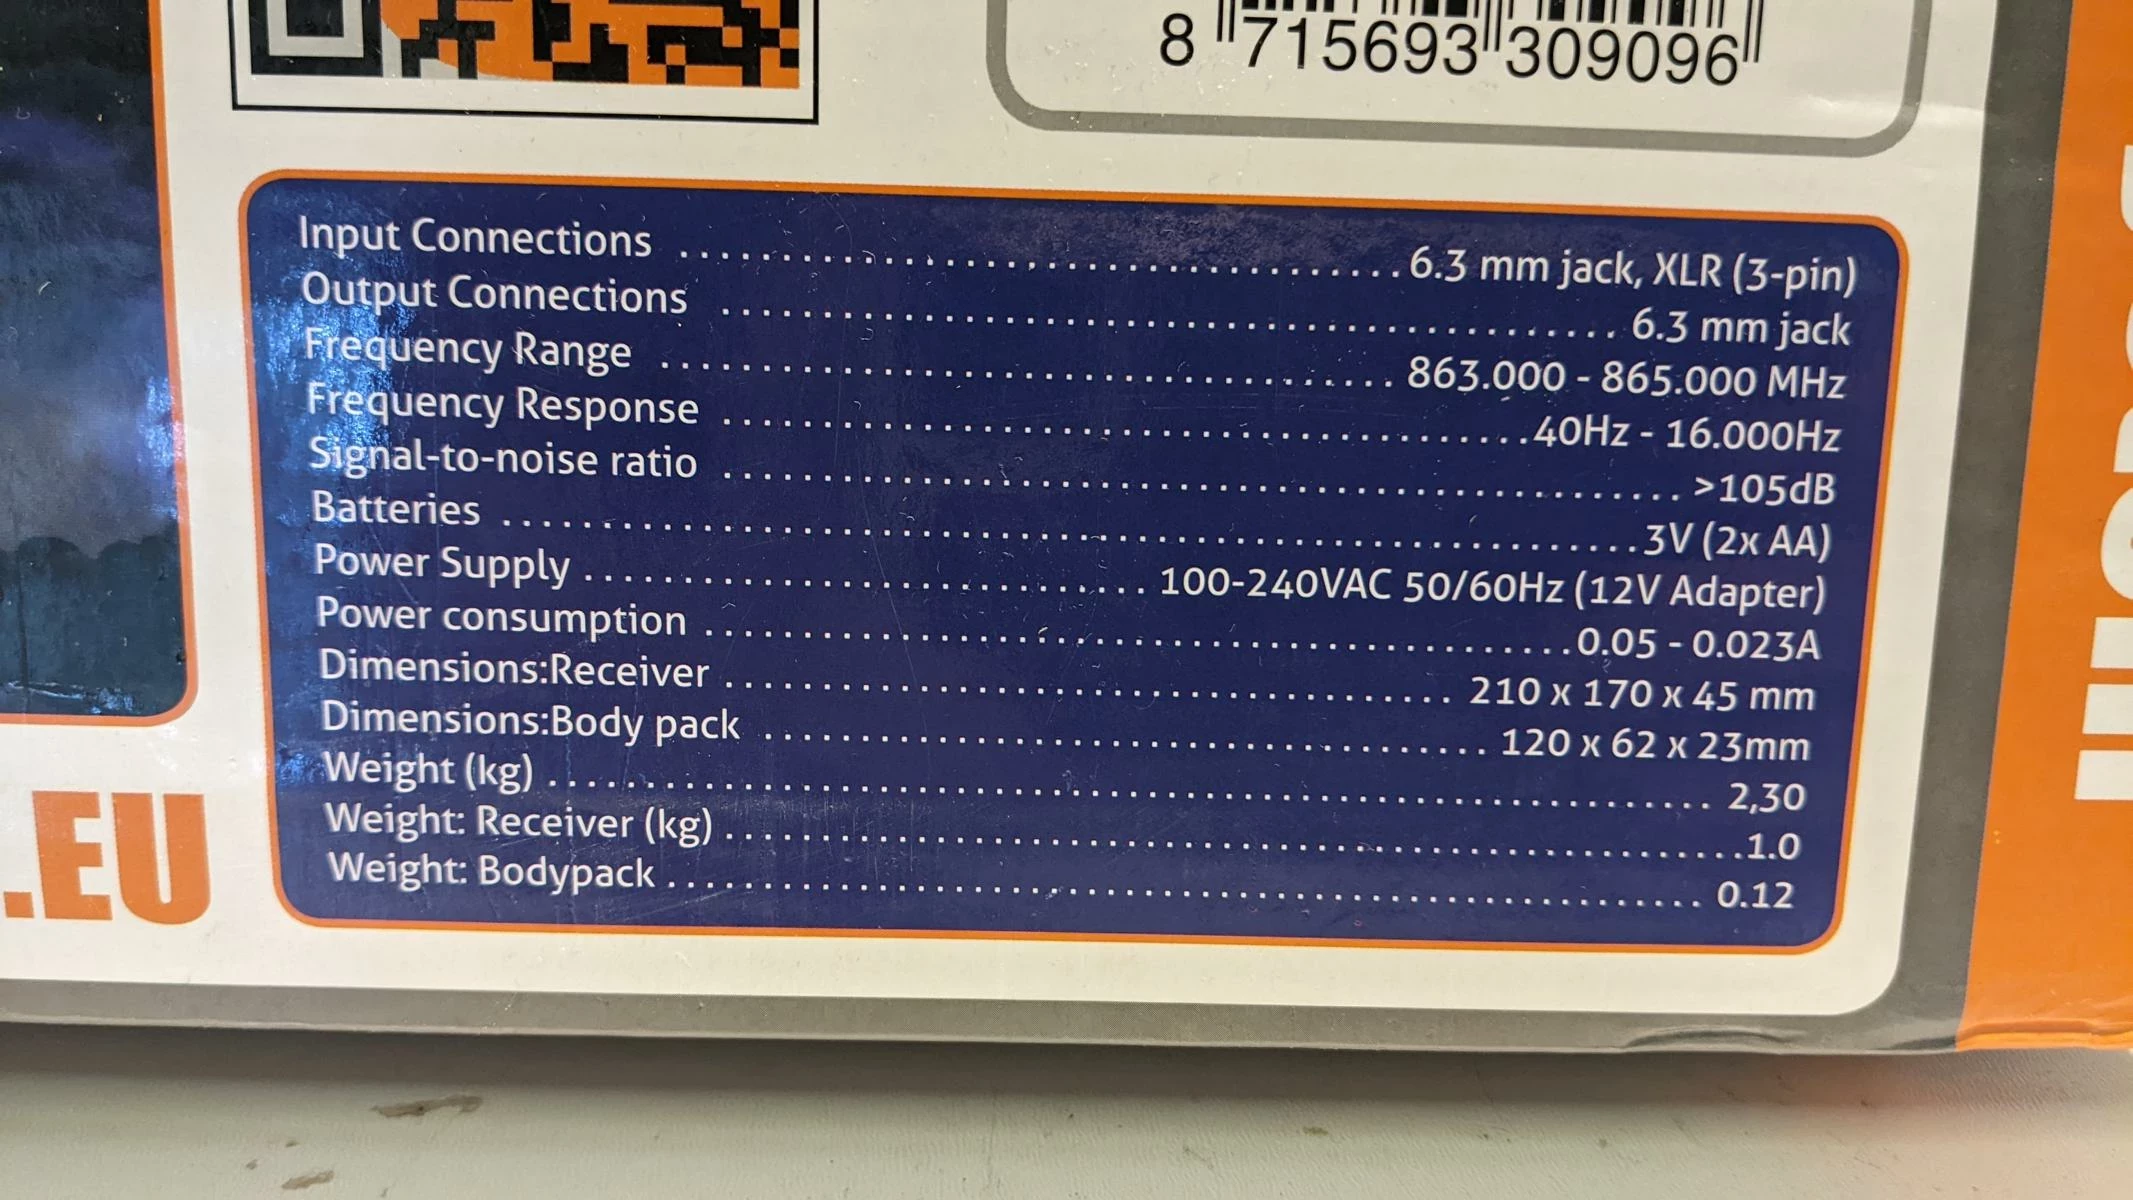 8 715693 309096
Input Connections ........ 6.3 mm jack, XLR (3-pin)
Output Connections ........ 6.3 mm jack
Frequency Range ........ 863.000 - 865.000 MHz
Frequency Response ........ 40Hz - 16.000Hz
Signal-to-noise ratio ........ >105dB
Batteries ........ 3V (2x AA)
Power Supply ........ 100-240VAC 50/60Hz (12V Adapter)
Power consumption ........ 0.05 - 0.023A
Dimensions:Receiver ........ 210 x 170 x 45 mm
Dimensions:Body pack ........ 120 x 62 x 23mm
Weight (kg) ........ 2,30
Weight: Receiver (kg) ........ 1.0
Weight: Bodypack ........ 0.12
.EU